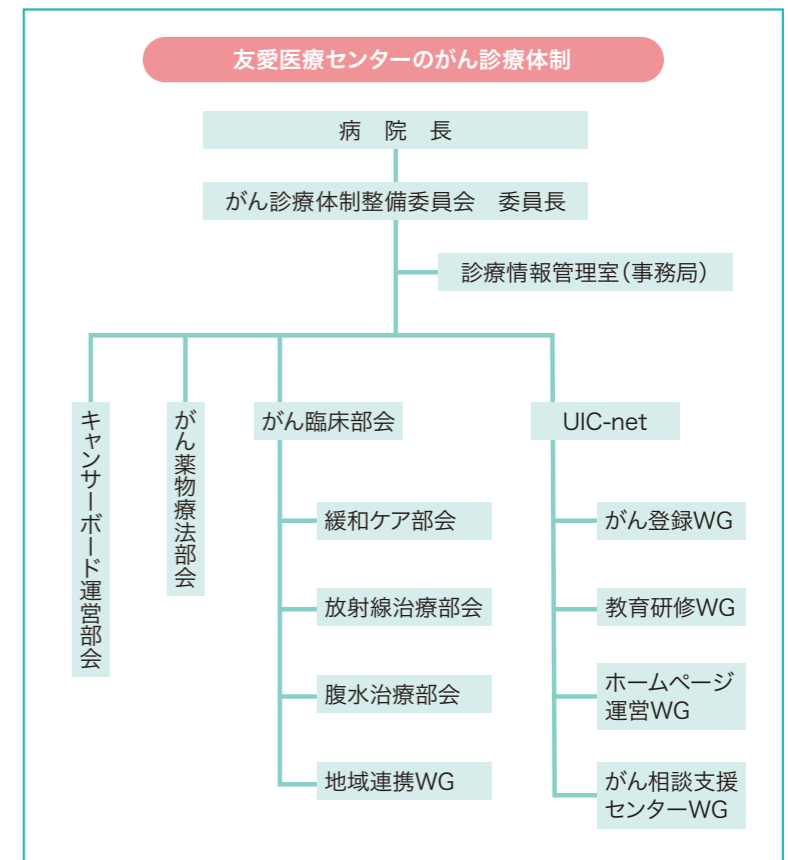 友愛医療センターのがん診療体制
病　院　長
がん診療体制整備委員会　委員長
診療情報管理室（事務局）
キャンサーボード運営部会
がん薬物療法部会
がん臨床部会
緩和ケア部会
放射線治療部会
腹水治療部会
地域連携WG
UIC-net
がん登録WG
教育研修WG
ホームページ
運営WG
がん相談支援
センターWG